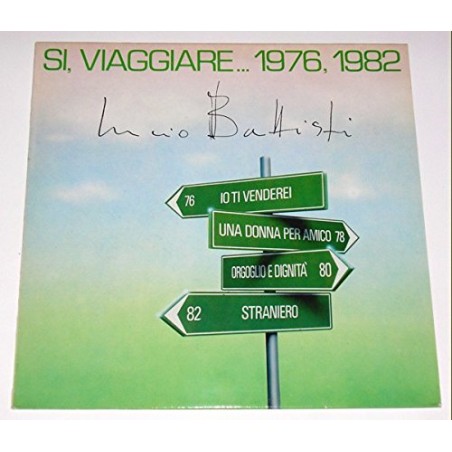 SI, VIAGGIARE... 1976, 1982
Lucio Battisti
76 IO TI VENDEREI
UNA DONNA PER AMICO 78
ORGOGLIO E DIGNITA' 80
82 STRANIERO